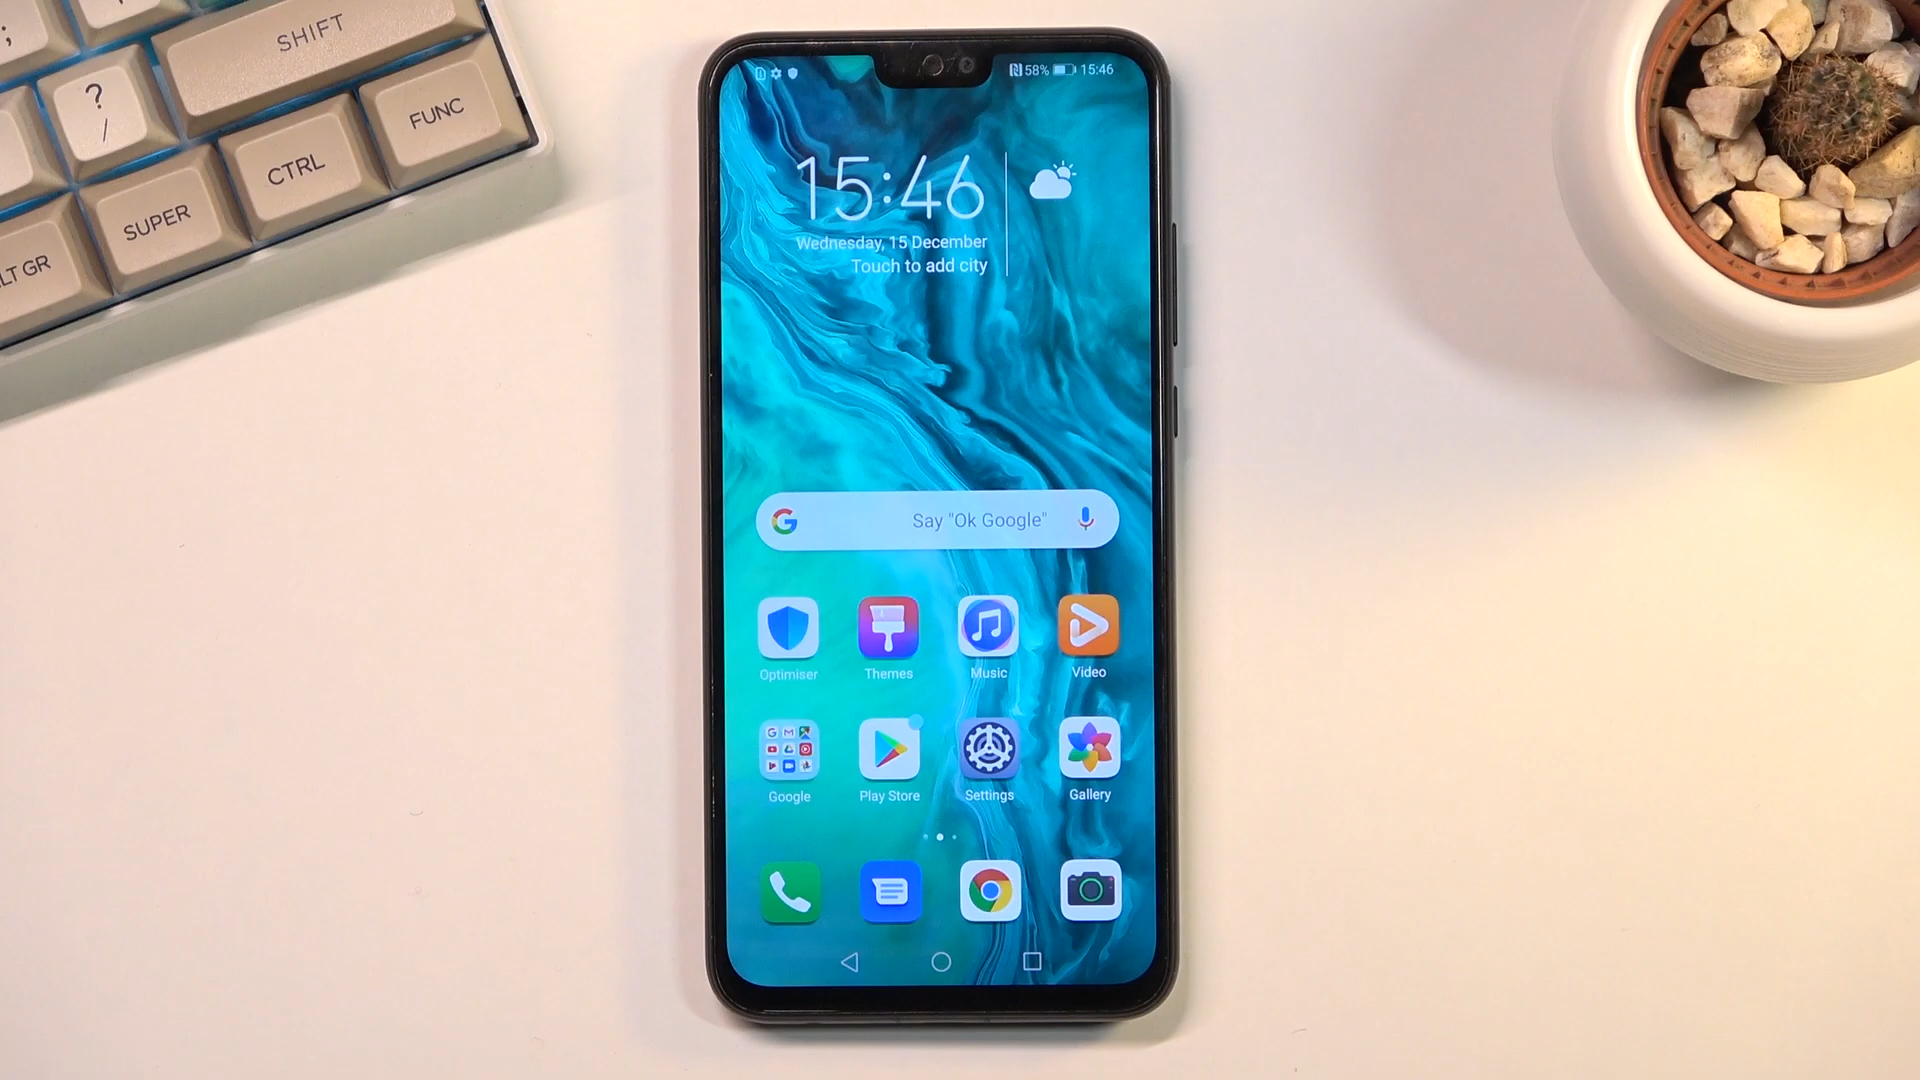 ;
SHIFT
?
/
CTRL
FUNC
SUPER
LT GR
58% 15:46
15:46
Wednesday, 15 December
Touch to add city
Say "Ok Google"
Optimiser
Themes
Music
Video
Google
Play Store
Settings
Gallery